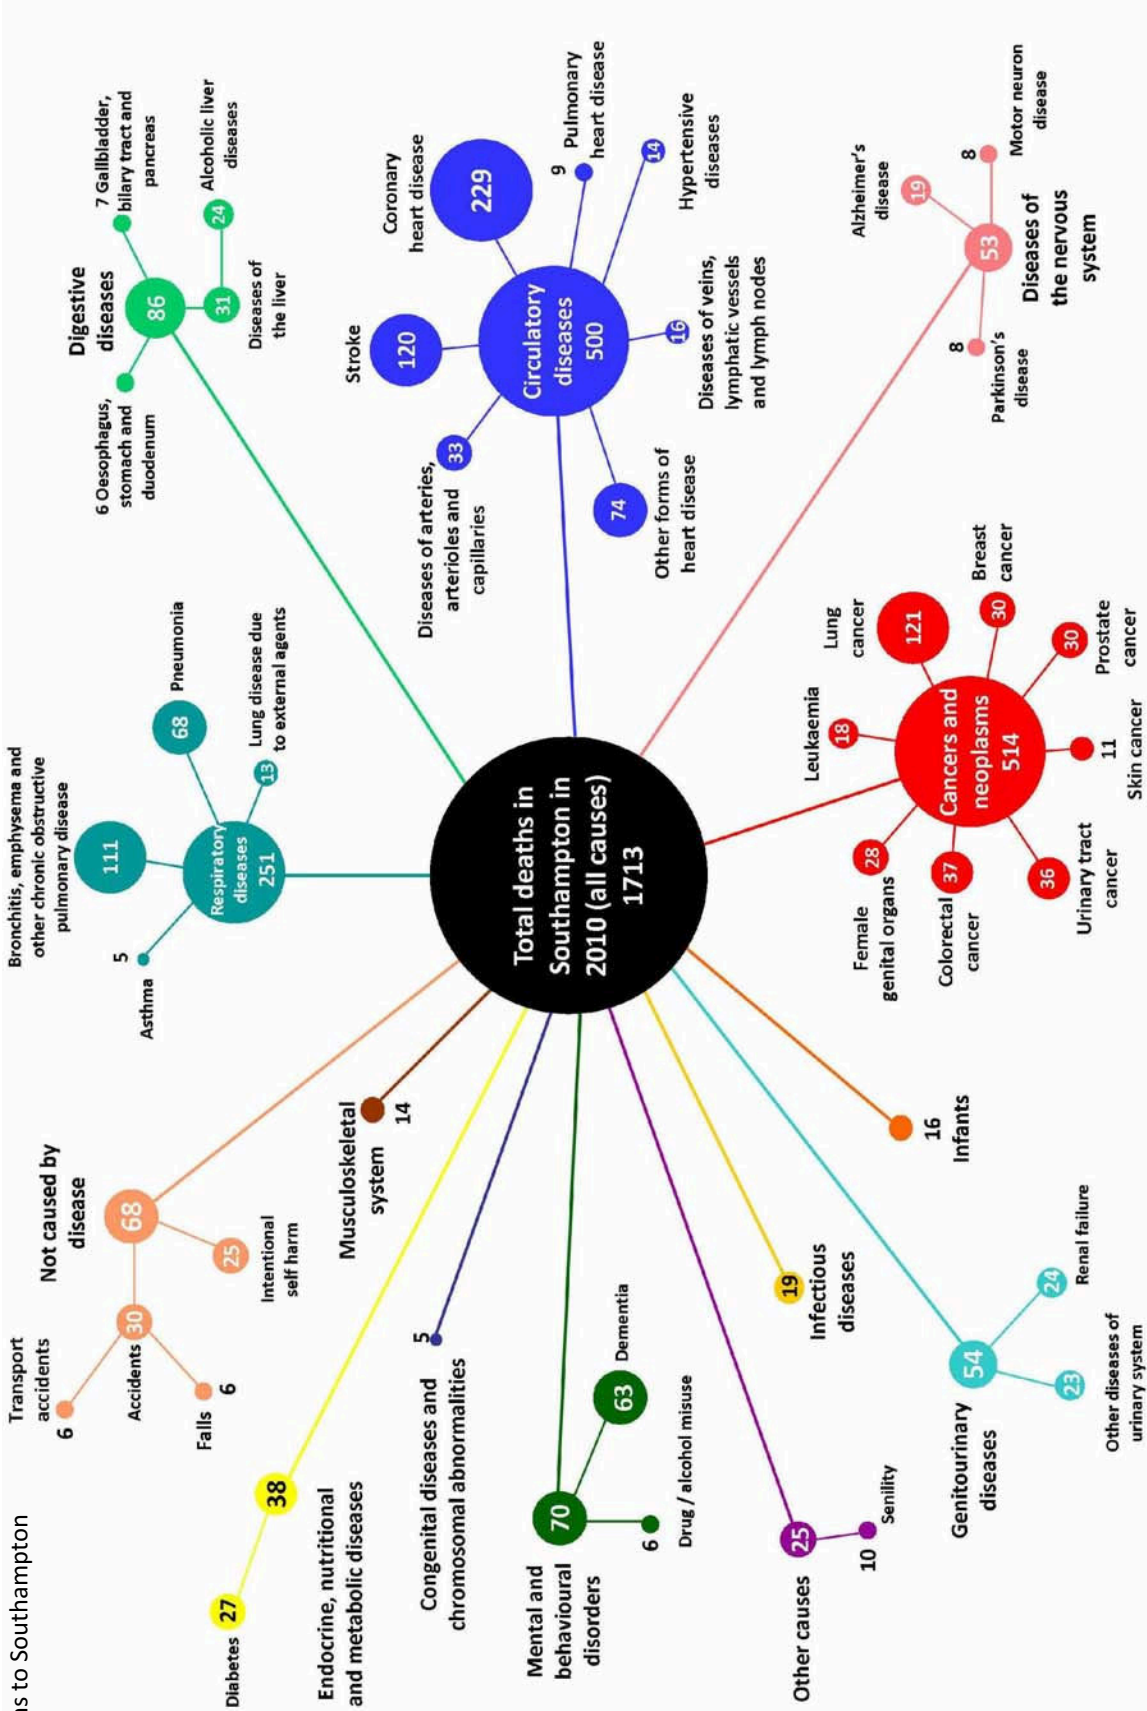 ns to Southampton
Transport
accidents
6
Accidents
30
Falls
6
Not caused by
disease
68
25
Intentional
self harm
Diabetes
27
38
Endocrine, nutritional
and metabolic diseases
Musculoskeletal
system
14
Congenital diseases and
chromosomal abnormalities
5
Mental and
behavioural
disorders
70
63
Dementia
6
Drug / alcohol misuse
Other causes
25
10
Senility
19
Infectious
diseases
Genitourinary
diseases
54
24
Renal failure
23
Other diseases of
urinary system
16
Infants
Total deaths in
Southampton in
2010 (all causes)
1713
Bronchitis, emphysema and
other chronic obstructive
pulmonary disease
111
5
Asthma
Respiratory
diseases
251
68
Pneumonia
13
Lung disease due
to external agents
Digestive
diseases
86
6 Oesophagus,
stomach and
duodenum
7 Gallbladder,
bilary tract and
pancreas
31
Diseases of
the liver
24
Alcoholic liver
diseases
Circulatory
diseases
500
Stroke
120
Coronary
heart disease
229
9
Pulmonary
heart disease
14
Hypertensive
diseases
16
Diseases of veins,
lymphatic vessels
and lymph nodes
74
Other forms of
heart disease
33
Diseases of arteries,
arterioles and
capillaries
53
Diseases of
the nervous
system
Alzheimer's
disease
19
8
Motor neuron
disease
8
Parkinson's
disease
Cancers and
neoplasms
514
Leukaemia
18
Lung
cancer
121
Breast
cancer
30
30
Prostate
cancer
11
Skin cancer
36
Urinary tract
cancer
37
Colorectal
cancer
28
Female
genital organs